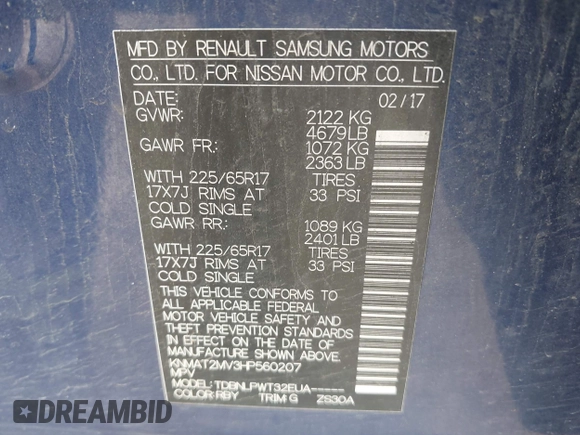 MFD BY RENAULT SAMSUNG MOTORS
CO., LTD. FOR NISSAN MOTOR CO., LTD.
DATE: 02/17
GVWR: 2122 KG
4679 LB
GAWR FR: 1072 KG
2363 LB
WITH 225/65R17 TIRES
17X7J RIMS AT 33 PSI
COLD SINGLE
GAWR RR: 1089 KG
2401 LB
WITH 225/65R17 TIRES
17X7J RIMS AT 33 PSI
COLD SINGLE
THIS VEHICLE CONFORMS TO
ALL APPLICABLE FEDERAL
MOTOR VEHICLE SAFETY AND
THEFT PREVENTION STANDARDS
IN EFFECT ON THE DATE OF
MANUFACTURE SHOWN ABOVE.
KNMAT2MV3HP560207
MPV
MODEL: TDBNLPWT32EUA-----
COLOR: RBY TRIM: G ZS30A